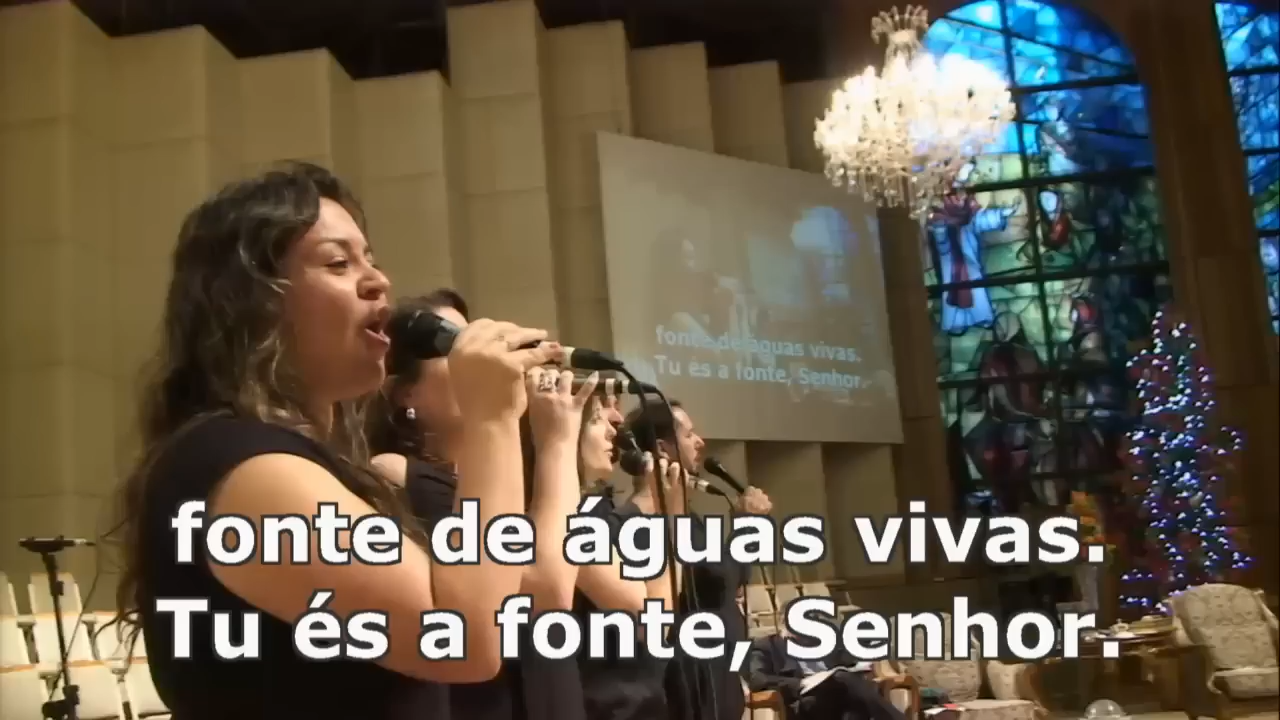 fonte de águas vivas.
Tu és a fonte, Senhor.
fonte de águas vivas.
Tu és a fonte, Senhor.